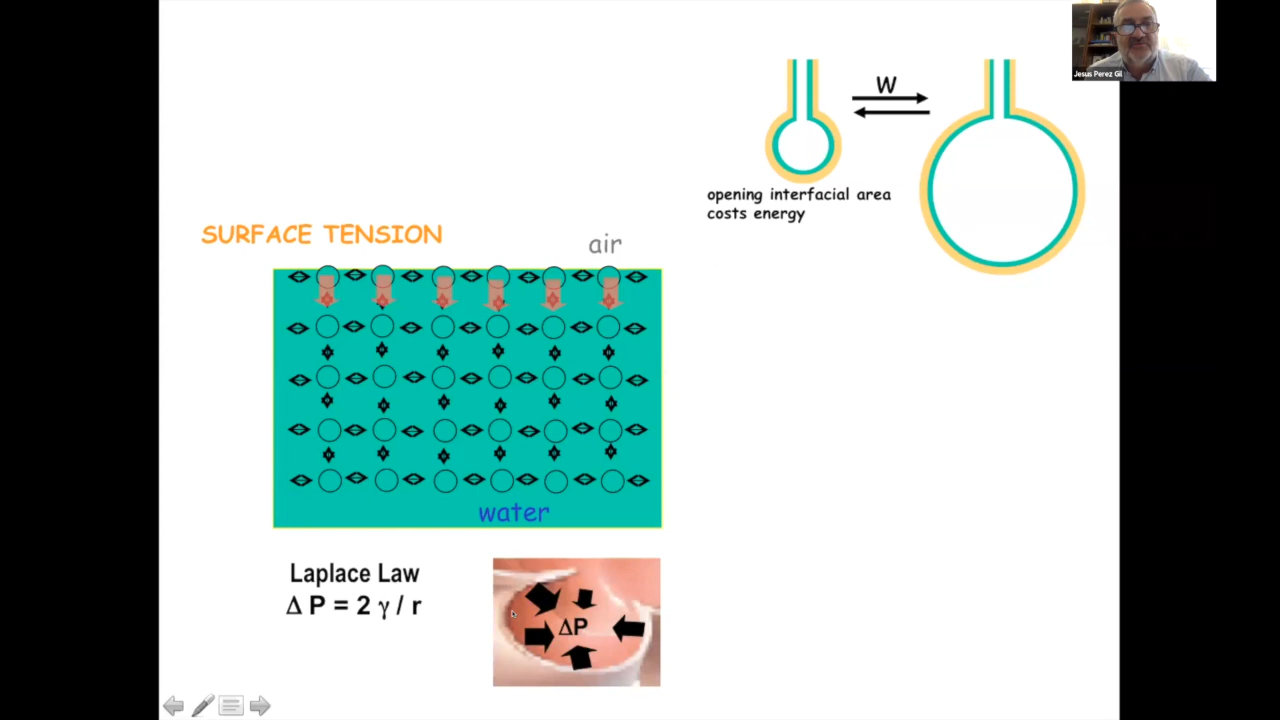 Jesus Perez Gil
W
opening interfacial area
costs energy
SURFACE TENSION
air
water
Laplace Law
Δ P = 2 γ / r
ΔP